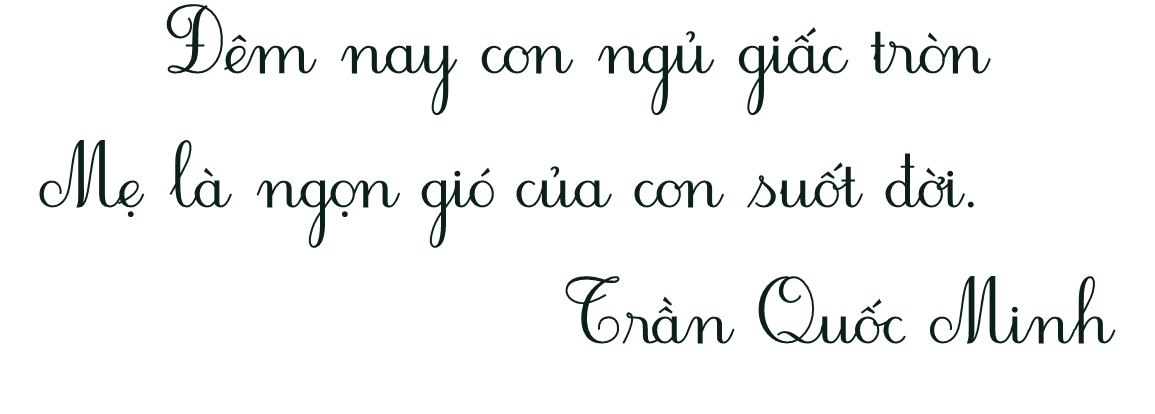 Đêm nay con ngủ giấc tròn
Mẹ là ngọn gió của con suốt đời.
Trần Quốc Minh